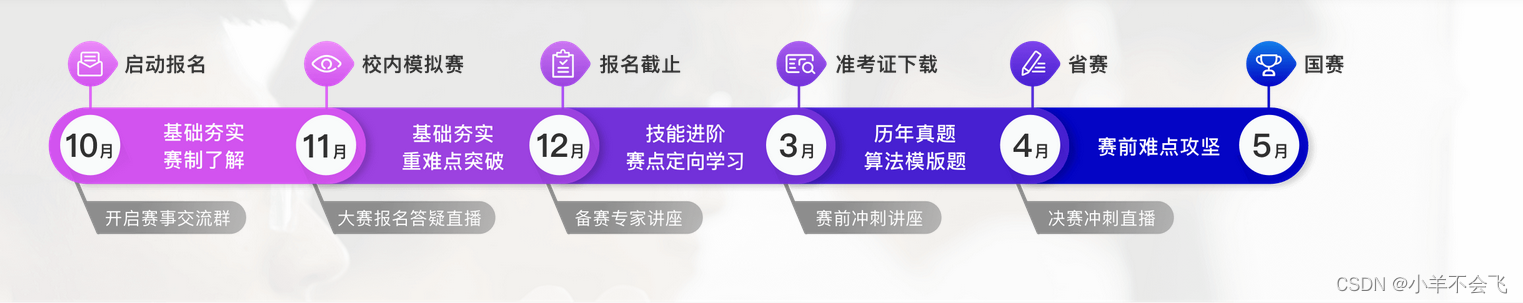 启动报名
校内模拟赛
报名截止
准考证下载
省赛
国赛
10月
基础夯实
赛制了解
11月
基础夯实
重难点突破
12月
技能进阶
赛点定向学习
3月
历年真题
算法模版题
4月
赛前难点攻坚
5月
开启赛事交流群
大赛报名答疑直播
备赛专家讲座
赛前冲刺讲座
决赛冲刺直播
CSDN @小羊不会飞